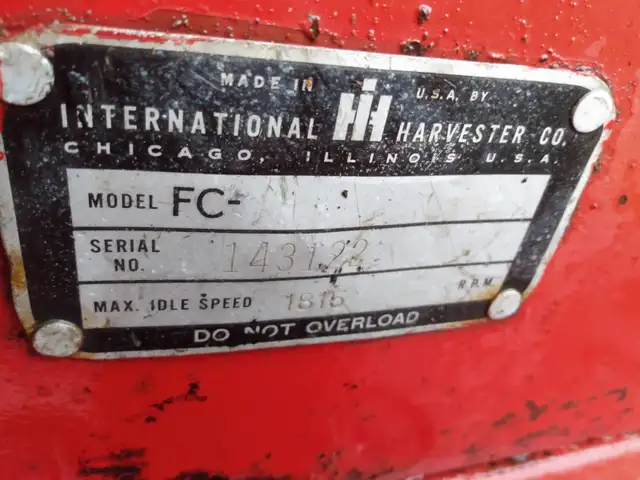 MADE IN U.S.A. BY
INTERNATIONAL IH HARVESTER CO.
CHICAGO, ILLINOIS U.S.A.
MODEL FC-
SERIAL NO. 143122
MAX. IDLE SPEED 1815 R.P.M.
DO NOT OVERLOAD